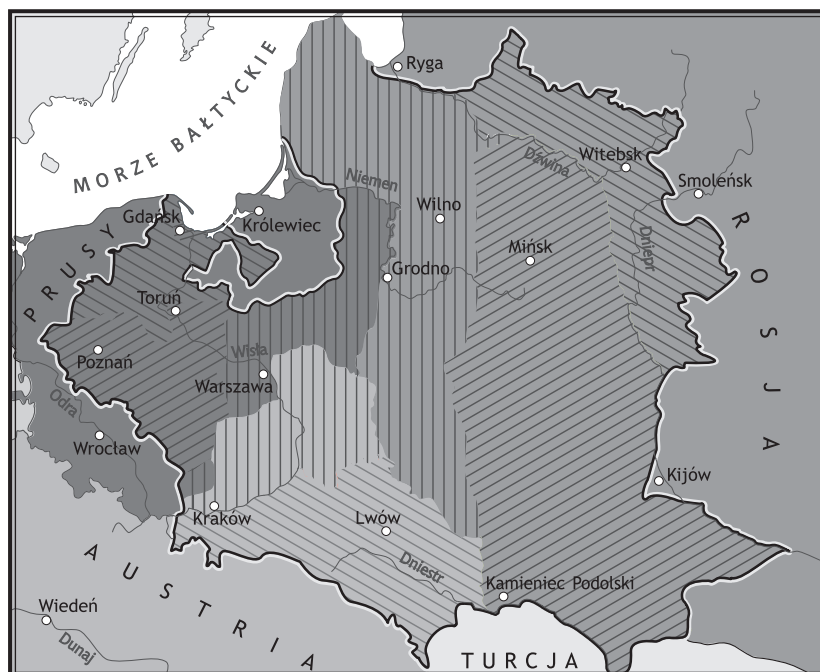 Ryga
MORZE BAŁTYCKIE
Dźwina
Witebsk
Smoleńsk
Niemen
Wilno
Gdańsk
Królewiec
PRUSY
Mińsk
Dniepr
ROSJA
Grodno
Toruń
Wisła
Poznań
Warszawa
Odra
Wrocław
Kijów
Kraków
Lwów
AUSTRIA
Dniestr
Kamieniec Podolski
Wiedeń
Dunaj
TURCJA